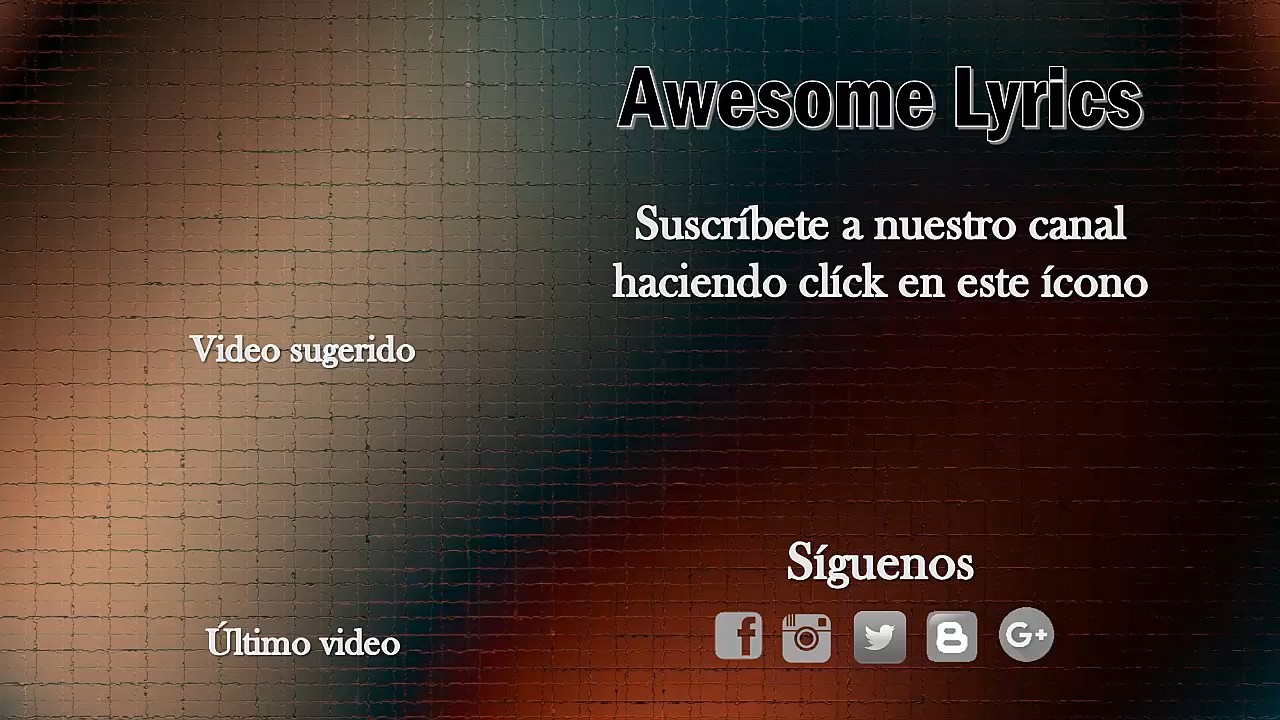 Awesome Lyrics
Suscríbete a nuestro canal
haciendo clíck en este ícono
Video sugerido
Síguenos
Último video